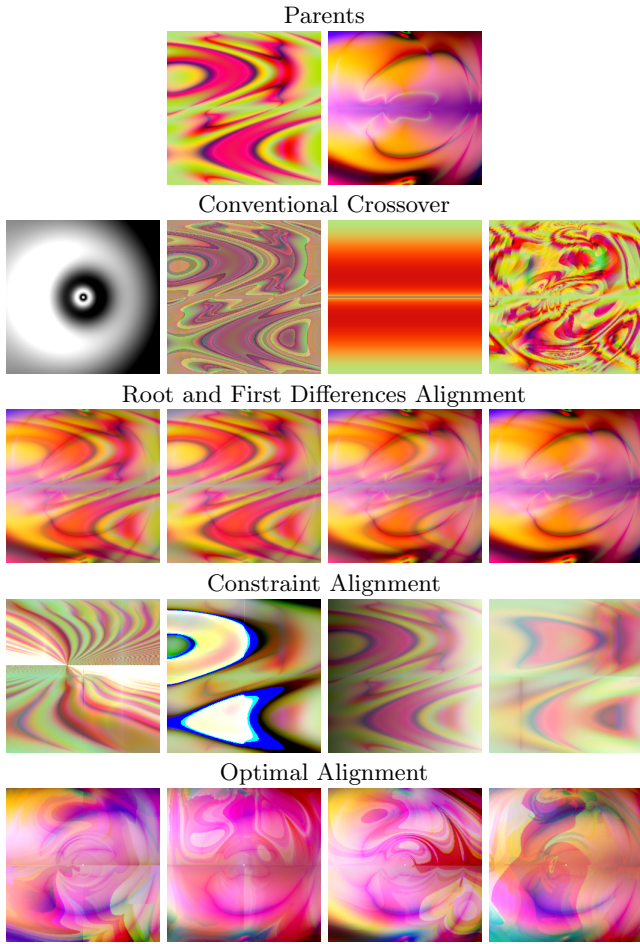 Parents
Conventional Crossover
Root and First Differences Alignment
Constraint Alignment
Optimal Alignment